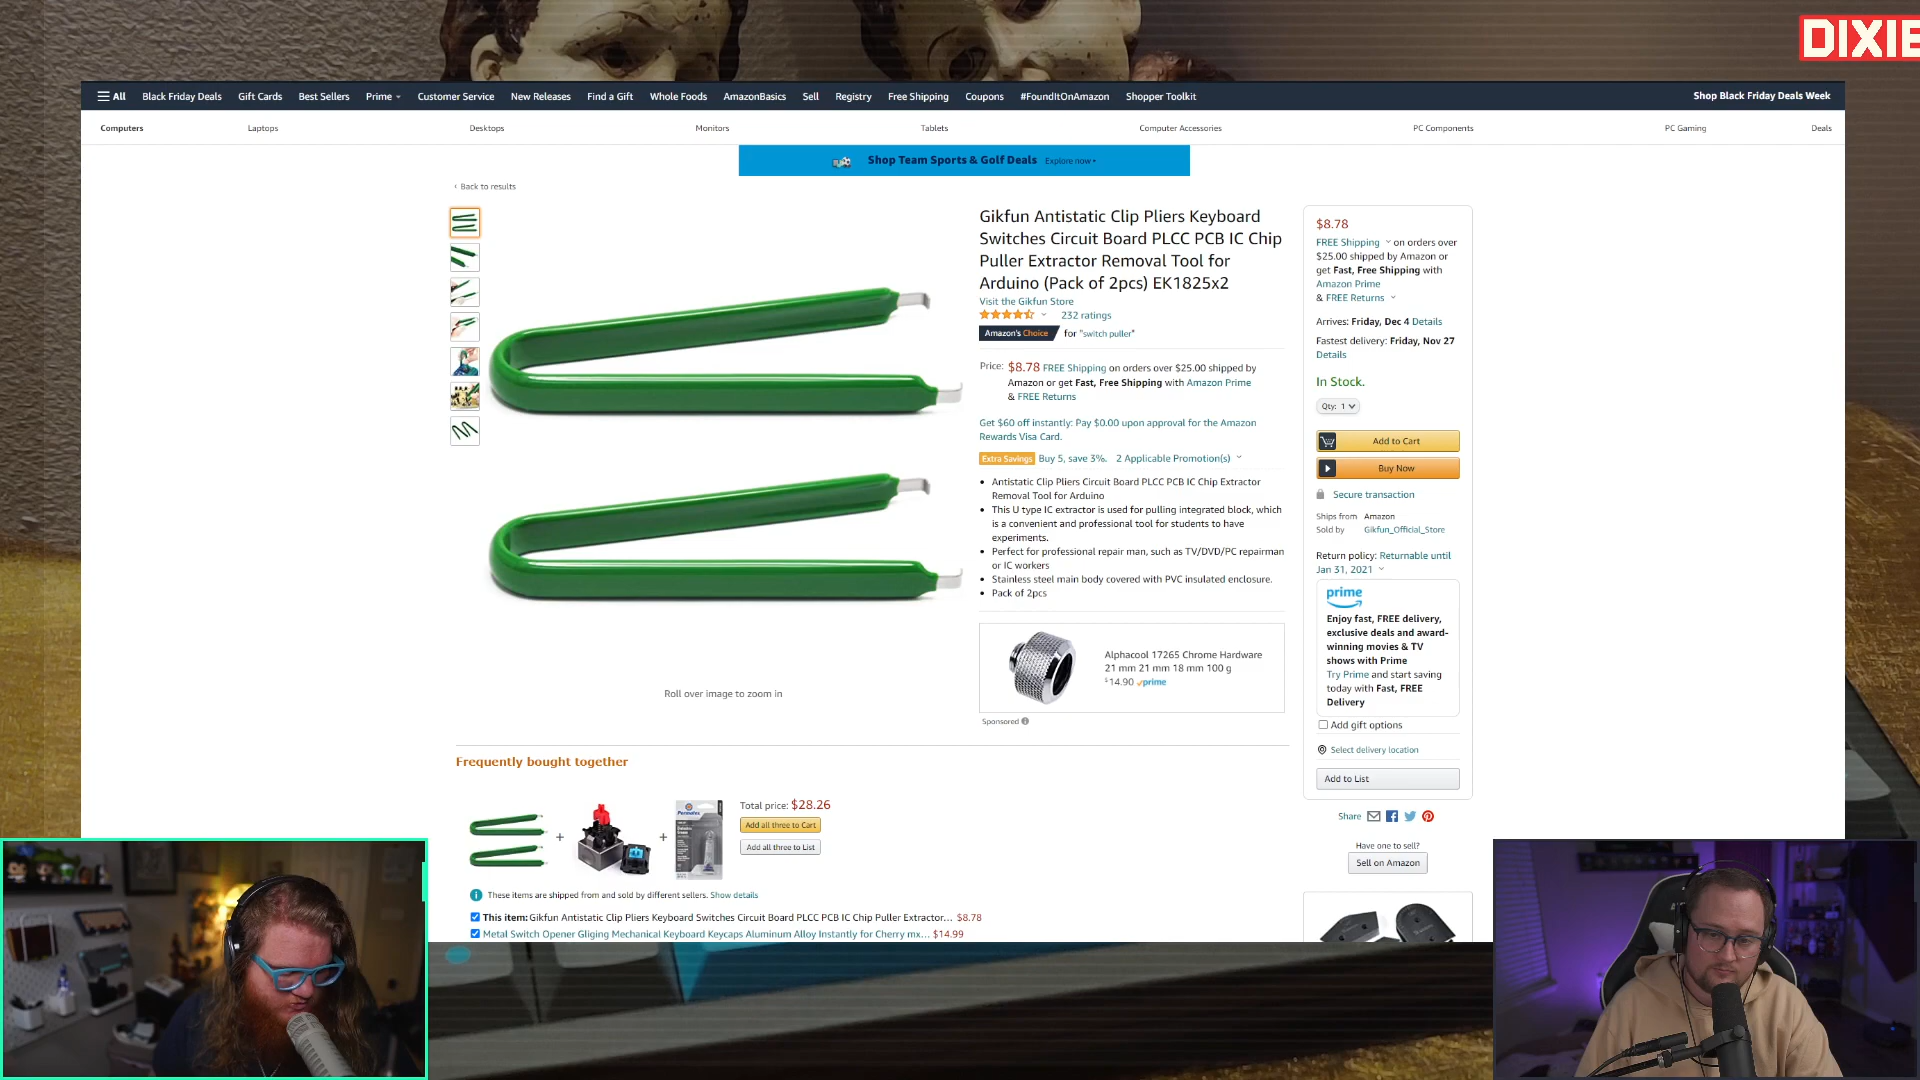 DIXIE
All Black Friday Deals Gift Cards Best Sellers Prime Customer Service New Releases Find a Gift Whole Foods AmazonBasics Sell Registry Free Shipping Coupons #FoundItOnAmazon Shopper Toolkit Shop Black Friday Deals Week
Computers Laptops Desktops Monitors Tablets Computer Accessories PC Components PC Gaming Deals
Shop Team Sports & Golf Deals Explore now
‹ Back to results
Gikfun Antistatic Clip Pliers Keyboard
Switches Circuit Board PLCC PCB IC Chip
Puller Extractor Removal Tool for
Arduino (Pack of 2pcs) EK1825x2
Visit the Gikfun Store
232 ratings
Amazon's Choice for "switch puller"
Price: $8.78 FREE Shipping on orders over $25.00 shipped by
Amazon or get Fast, Free Shipping with Amazon Prime
& FREE Returns
Get $60 off instantly: Pay $0.00 upon approval for the Amazon
Rewards Visa Card.
Extra Savings Buy 5, save 3%. 2 Applicable Promotion(s)
• Antistatic Clip Pliers Circuit Board PLCC PCB IC Chip Extractor
Removal Tool for Arduino
• This U type IC extractor is used for pulling integrated block, which
is a convenient and professional tool for students to have
experiments.
• Perfect for professional repair man, such as TV/DVD/PC repairman
or IC workers
• Stainless steel main body covered with PVC insulated enclosure.
• Pack of 2pcs
Roll over image to zoom in
Alphacool 17265 Chrome Hardware
21 mm 21 mm 18 mm 100 g
$14.90 prime
Sponsored
$8.78
FREE Shipping on orders over
$25.00 shipped by Amazon or
get Fast, Free Shipping with
Amazon Prime
& FREE Returns
Arrives: Friday, Dec 4 Details
Fastest delivery: Friday, Nov 27
Details
In Stock.
Qty: 1
Add to Cart
Buy Now
Secure transaction
Ships from Amazon
Sold by Gikfun_Official_Store
Return policy: Returnable until
Jan 31, 2021
prime
Enjoy fast, FREE delivery,
exclusive deals and award-
winning movies & TV
shows with Prime
Try Prime and start saving
today with Fast, FREE
Delivery
Add gift options
Select delivery location
Add to List
Share
Have one to sell?
Sell on Amazon
Frequently bought together
+ +
Permatex
Total price: $28.26
Add all three to Cart
Add all three to List
These items are shipped from and sold by different sellers. Show details
This item: Gikfun Antistatic Clip Pliers Keyboard Switches Circuit Board PLCC PCB IC Chip Puller Extractor... $8.78
Metal Switch Opener Gliging Mechanical Keyboard Keycaps Aluminum Alloy Instantly for Cherry mx... $14.99